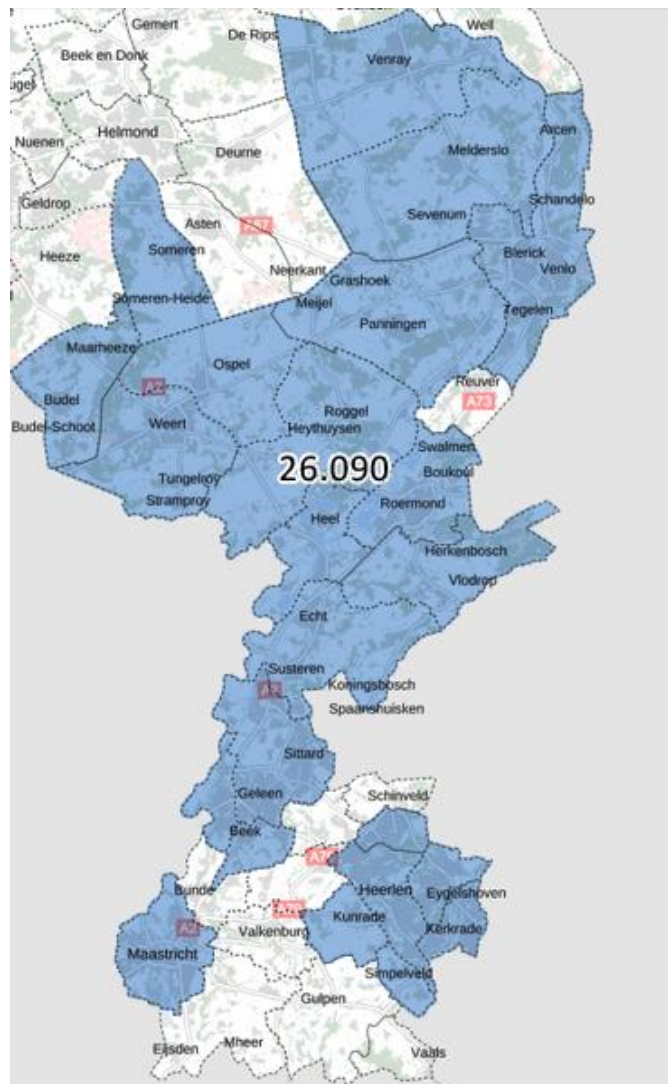 Gemert
De Rips
Well
Beek en Donk
Venray
Helmond
Arcen
Nuenen
Deurne
Melderslo
Geldrop
Schandelo
Sevenum
Asten
A67
Heeze
Someren
Blerick
Neerkant
Venlo
Grashoek
Someren-Heide
Meijel
Tegelen
Panningen
Maarheeze
Ospel
Reuver
A2
Budel
A73
Roggel
Weert
Budel-Schoot
Heythuysen
Swalmen
26.090
Boukoul
Tungelroy
Stramproy
Roermond
Heel
Herkenbosch
Vlodrop
Echt
Susteren
Koningsbosch
A2
Spaanshuisken
Sittard
Geleen
Schinveld
Beek
A76
Bunde
Heerlen
Eygelshoven
Kunrade
A2
Valkenburg
Kerkrade
Maastricht
Simpelveld
Gulpen
Mheer
Eijsden
Vaals